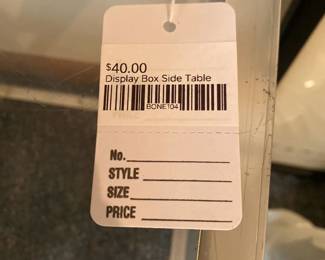 $40.00
Display Box Side Table
BONE104
No.
STYLE
SIZE
PRICE